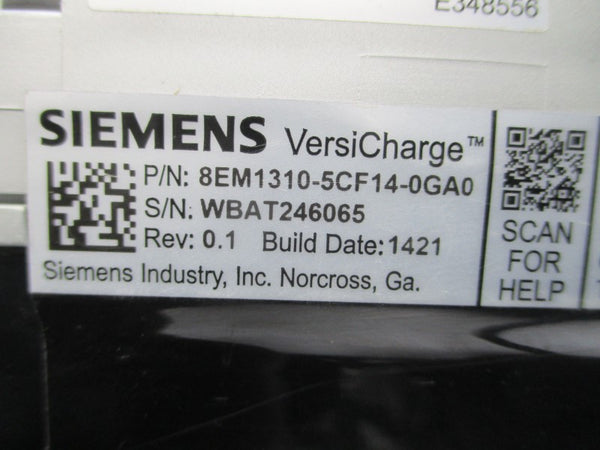 E348556
SIEMENS VersiCharge™
P/N: 8EM1310-5CF14-0GA0
S/N: WBAT246065
Rev: 0.1 Build Date:1421
Siemens Industry, Inc. Norcross, Ga.
SCAN
FOR
HELP